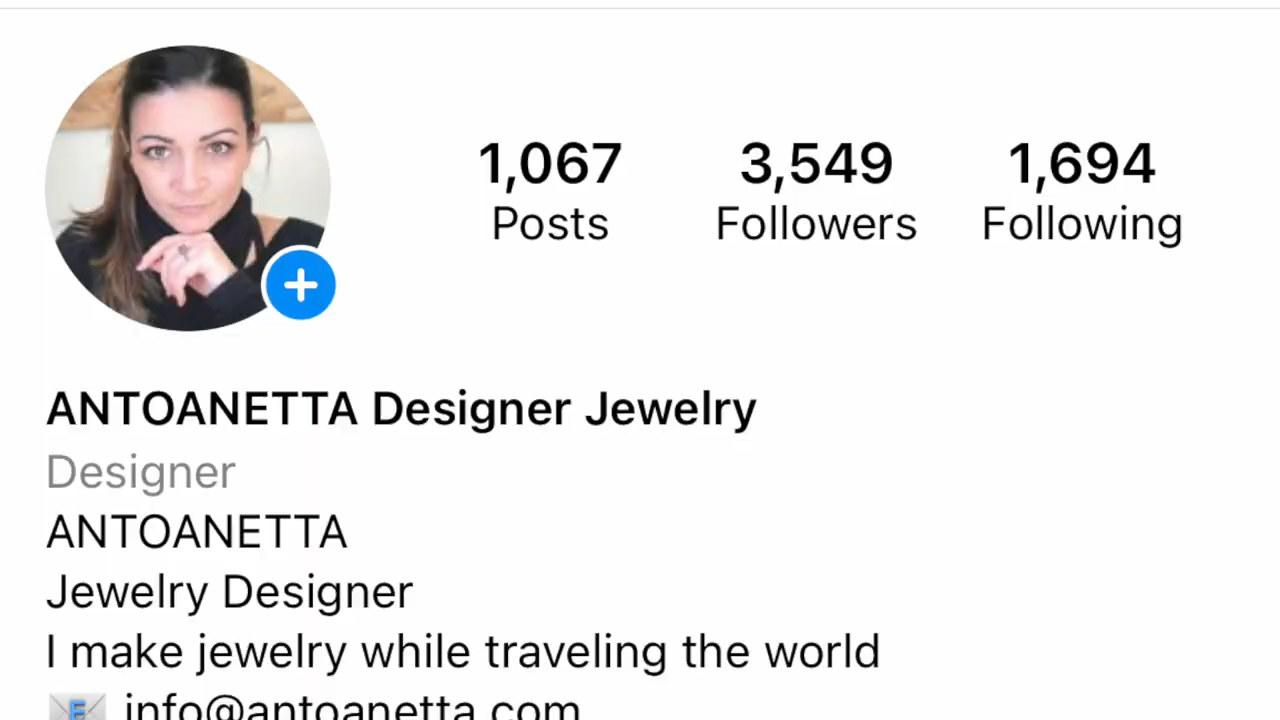 1,067 3,549 1,694
Posts Followers Following
ANTOANETTA Designer Jewelry
Designer
ANTOANETTA
Jewelry Designer
I make jewelry while traveling the world
📧 info@antoanetta.com